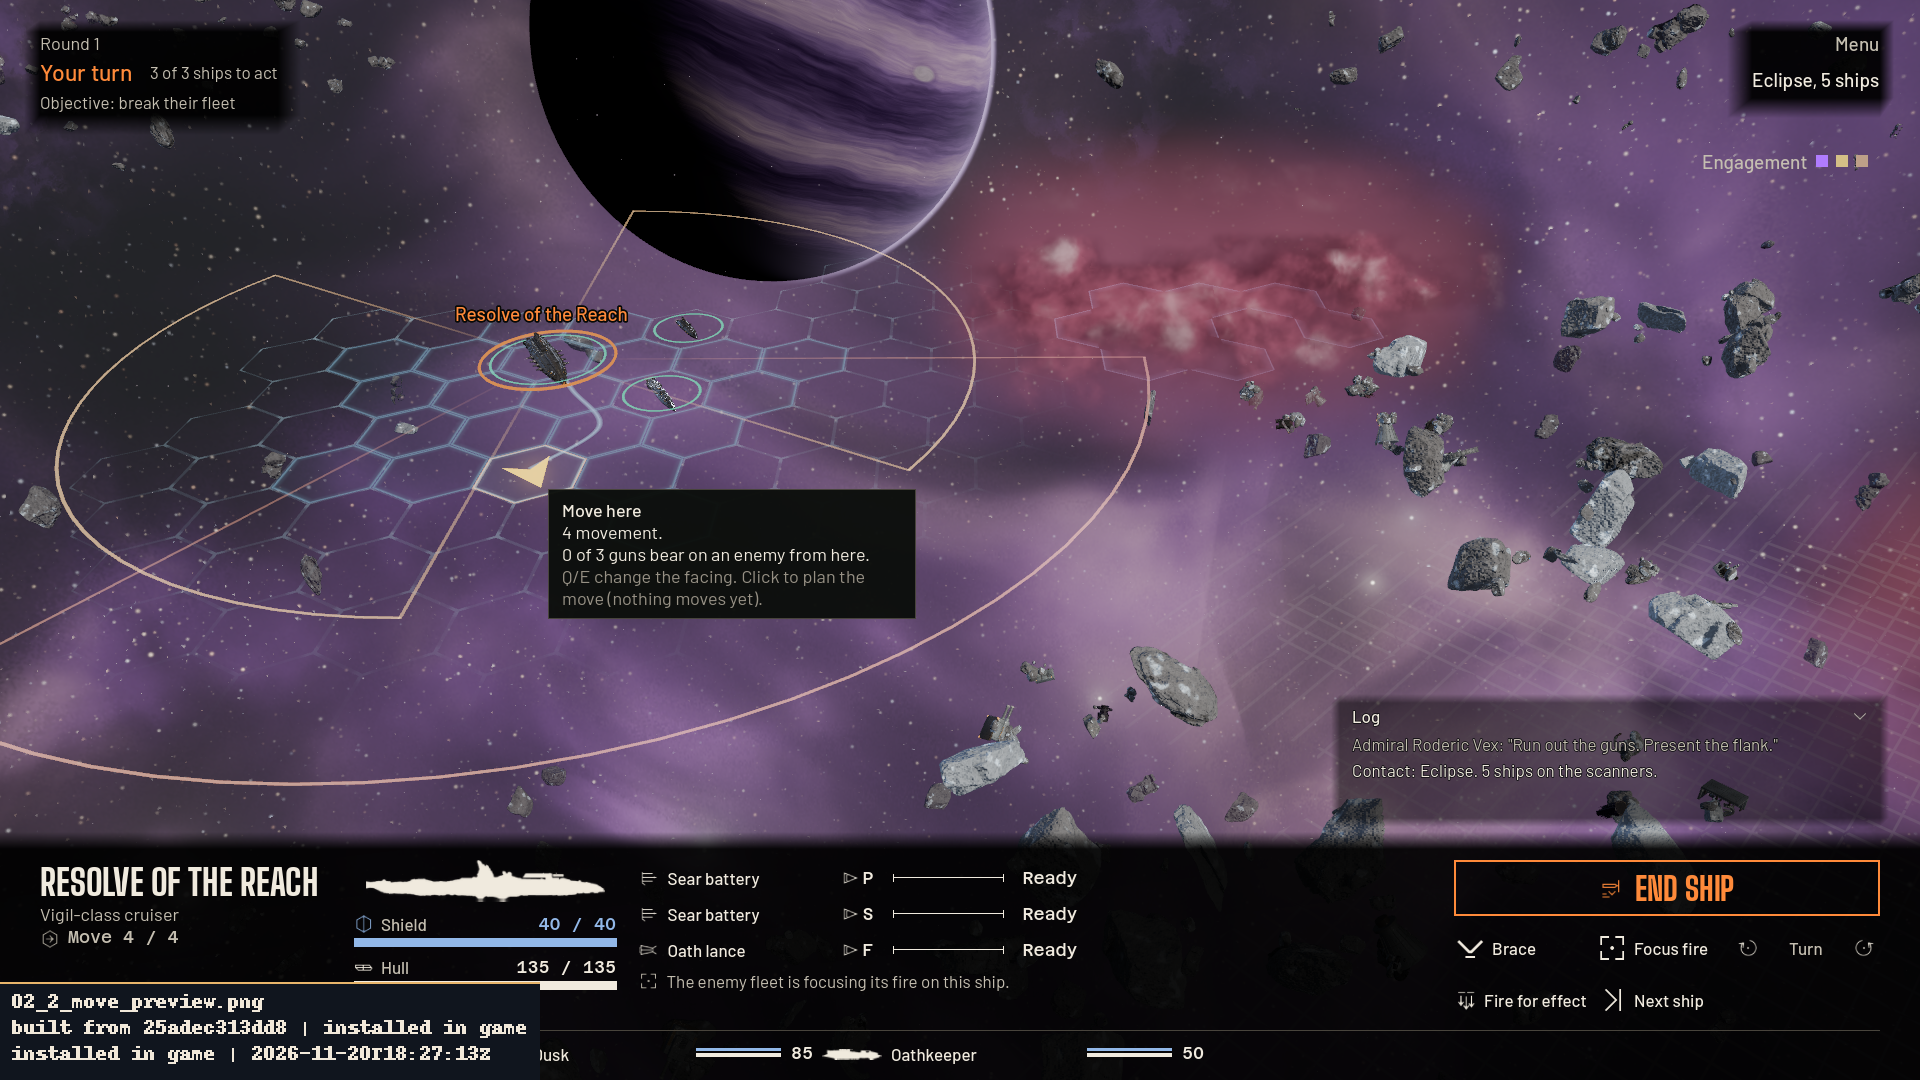 Round 1
Your turn 3 of 3 ships to act
Objective: break their fleet
Menu
Eclipse, 5 ships
Engagement
Resolve of the Reach
Move here
4 movement.
0 of 3 guns bear on an enemy from here.
Q/E change the facing. Click to plan the
move (nothing moves yet).
Log
Admiral Roderic Vex: "Run out the guns. Present the flank."
Contact: Eclipse. 5 ships on the scanners.
RESOLVE OF THE REACH
Vigil-class cruiser
Move 4 / 4
Shield 40 / 40
Hull 135 / 135
Sear battery P Ready
Sear battery S Ready
Oath lance F Ready
The enemy fleet is focusing its fire on this ship.
END SHIP
Brace Focus fire Turn
Fire for effect Next ship
02_2_move_preview.png
built from 25adec313dd8 | installed in game
installed in game | 2026-11-20T18:27:13Z
Dusk 85 Oathkeeper 50